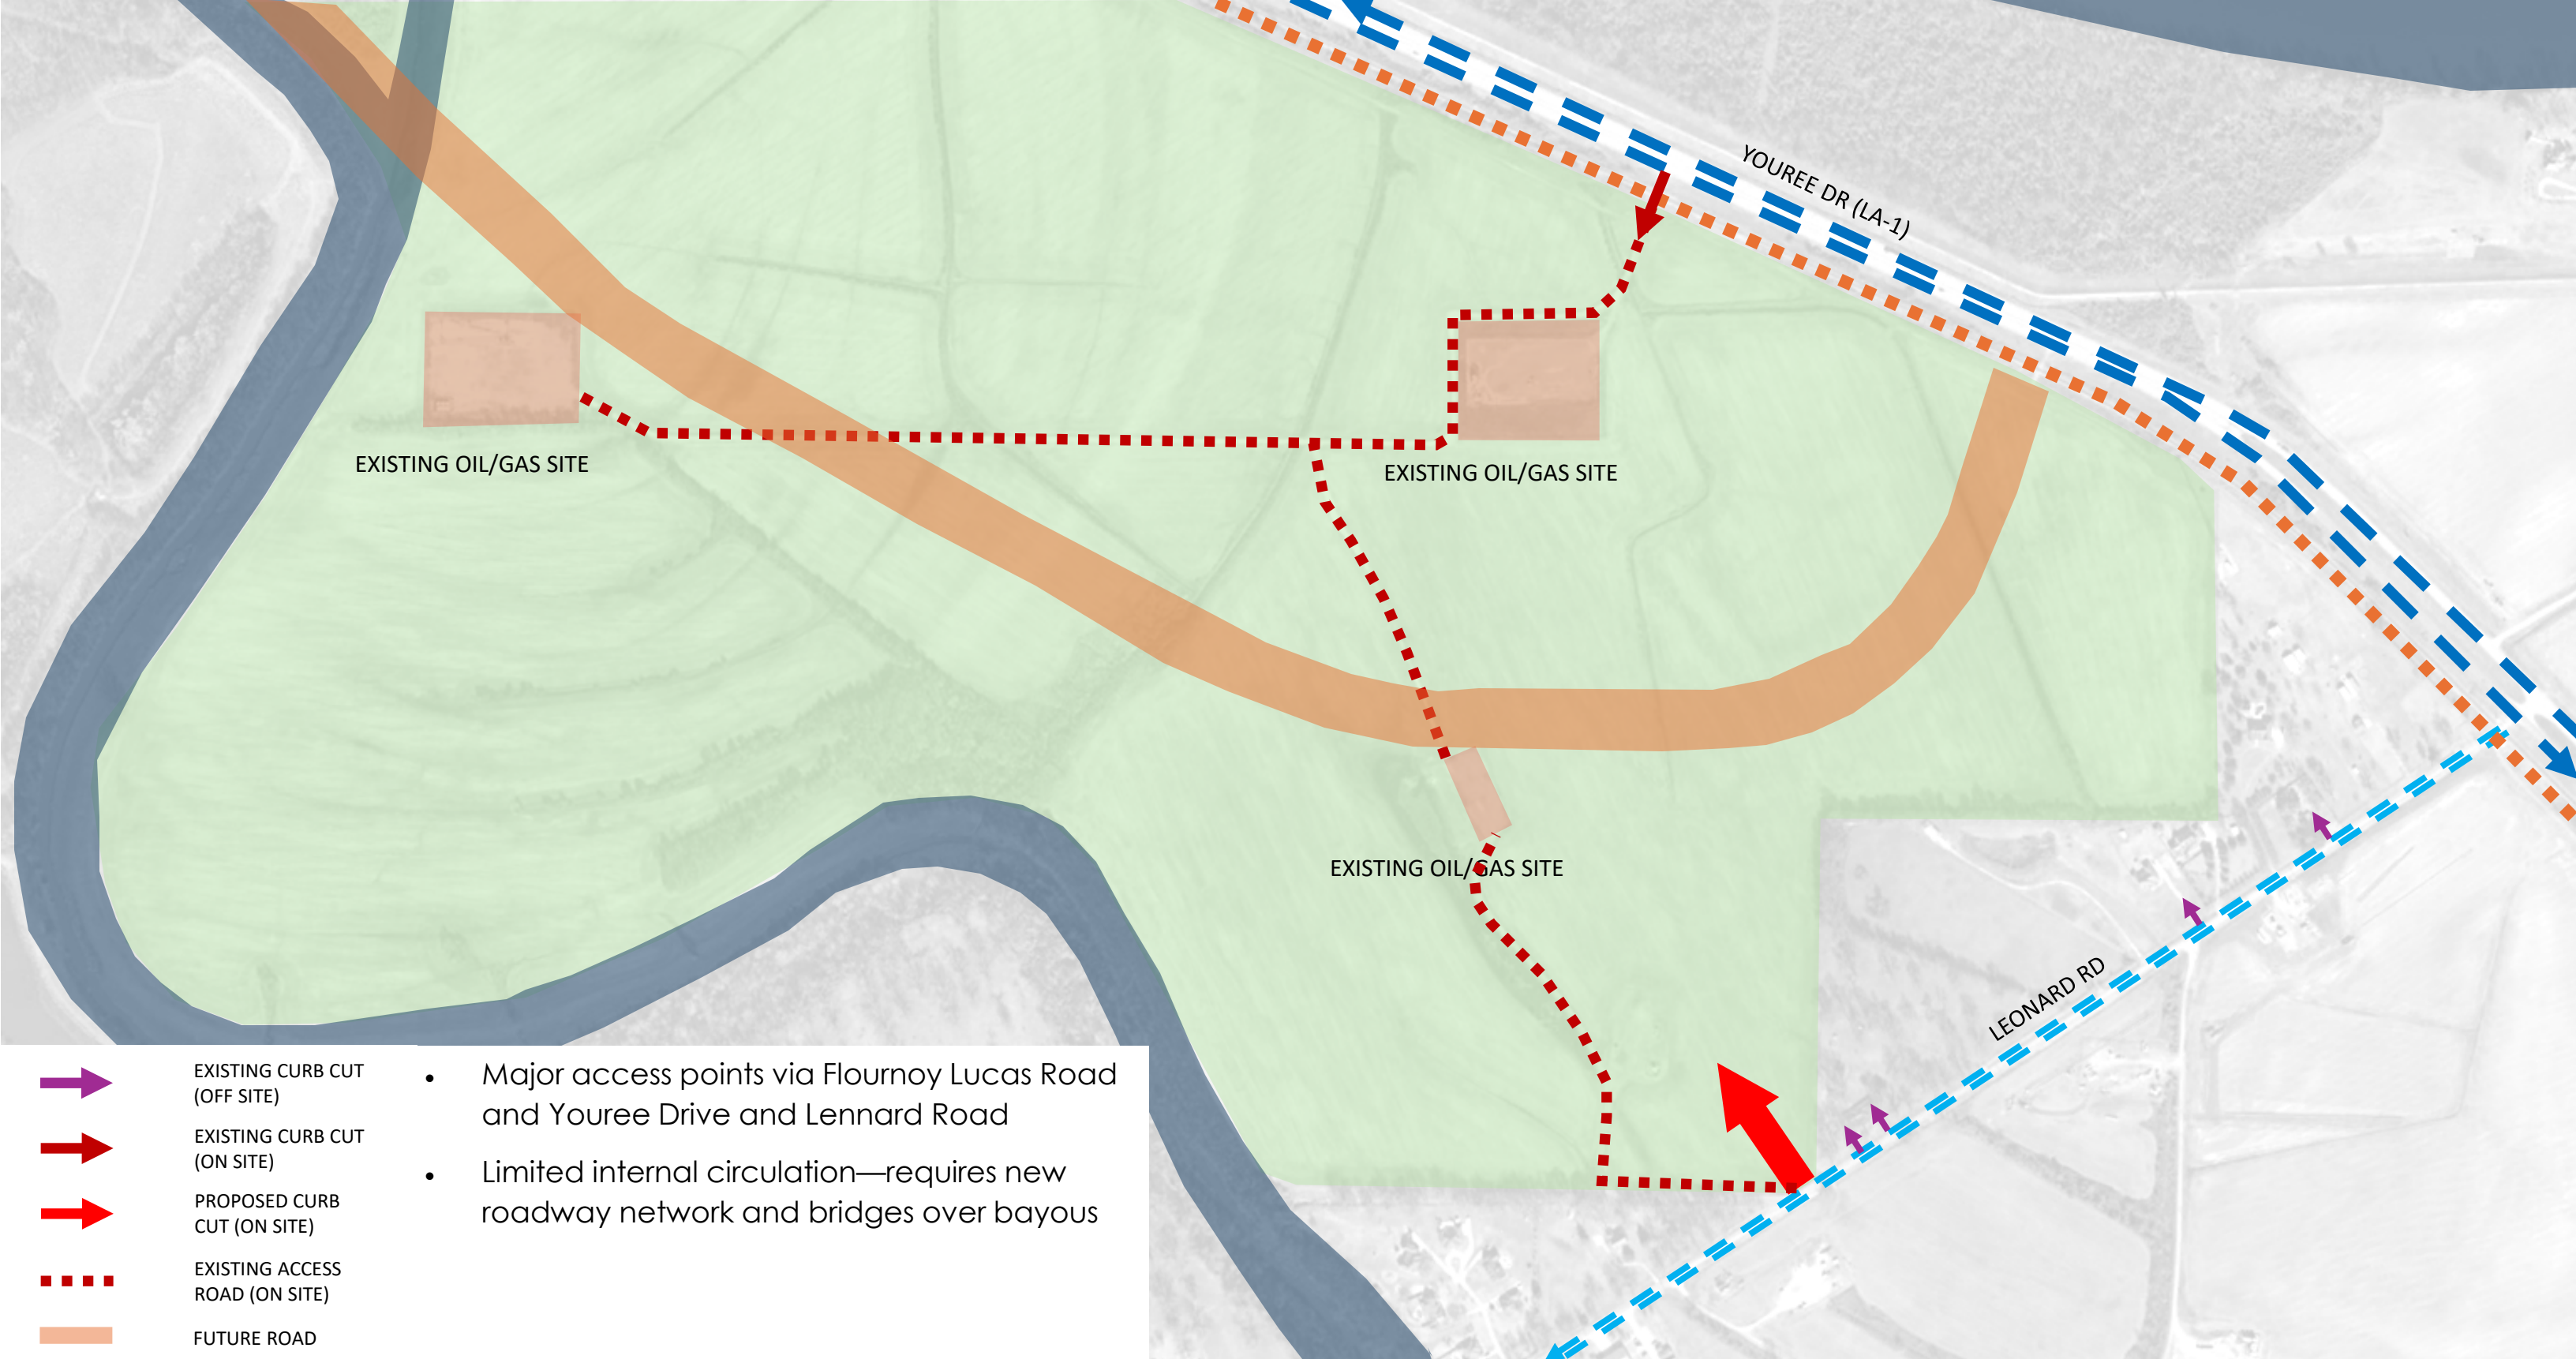 YOUREE DR (LA-1)
EXISTING OIL/GAS SITE
EXISTING OIL/GAS SITE
EXISTING OIL/GAS SITE
LEONARD RD
EXISTING CURB CUT
(OFF SITE)
EXISTING CURB CUT
(ON SITE)
PROPOSED CURB
CUT (ON SITE)
EXISTING ACCESS
ROAD (ON SITE)
FUTURE ROAD
• Major access points via Flournoy Lucas Road
and Youree Drive and Lennard Road
• Limited internal circulation—requires new
roadway network and bridges over bayous